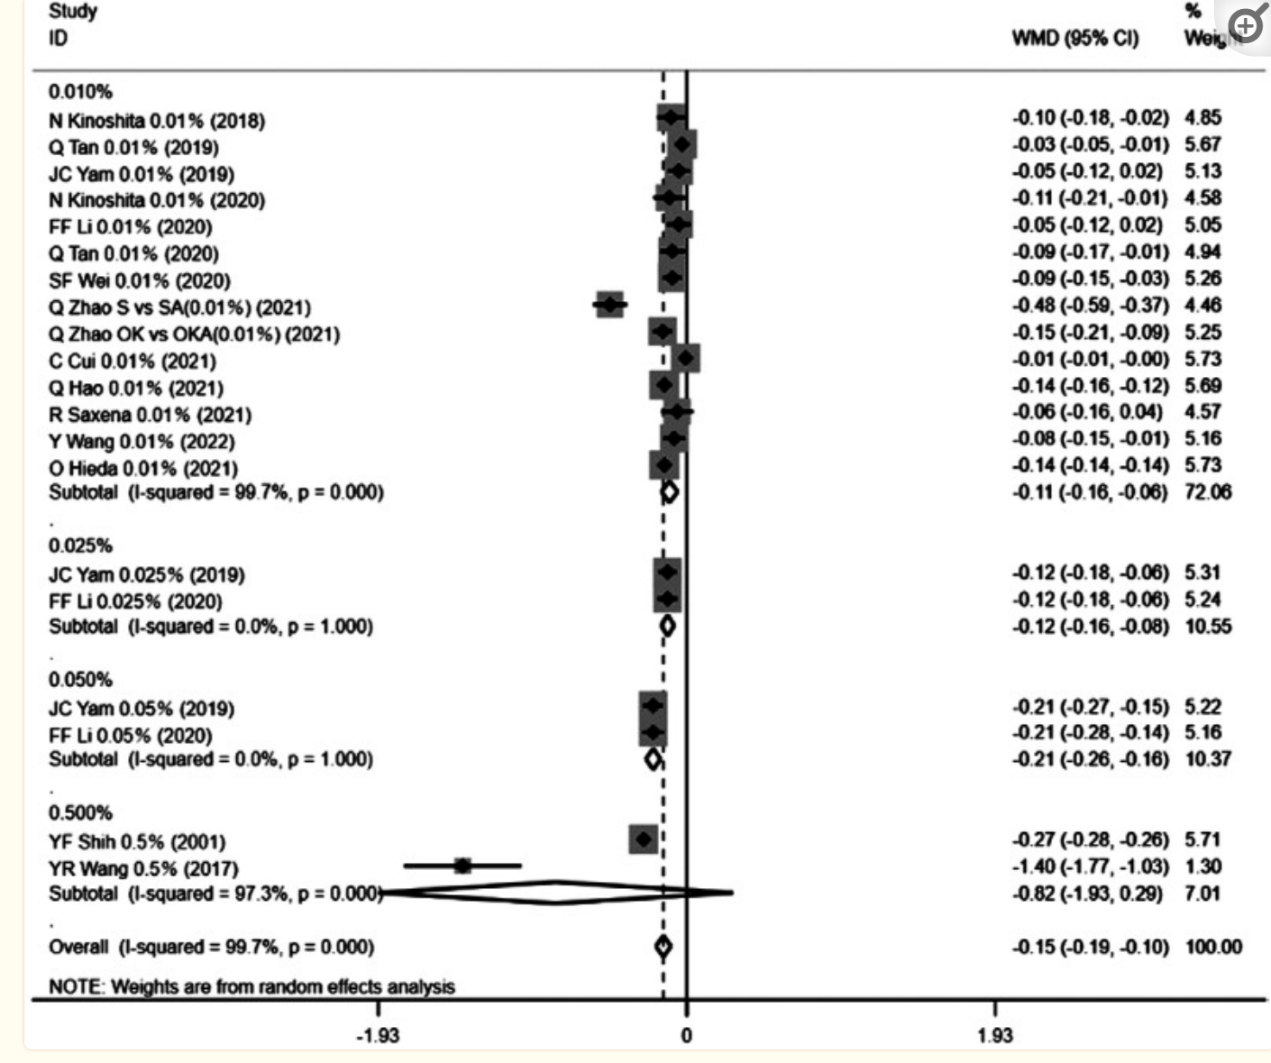 Study %
ID WMD (95% CI) Weight
0.010%
N Kinoshita 0.01% (2018) -0.10 (-0.18, -0.02) 4.85
Q Tan 0.01% (2019) -0.03 (-0.05, -0.01) 5.67
JC Yam 0.01% (2019) -0.05 (-0.12, 0.02) 5.13
N Kinoshita 0.01% (2020) -0.11 (-0.21, -0.01) 4.58
FF Li 0.01% (2020) -0.05 (-0.12, 0.02) 5.05
Q Tan 0.01% (2020) -0.09 (-0.17, -0.01) 4.94
SF Wei 0.01% (2020) -0.09 (-0.15, -0.03) 5.26
Q Zhao S vs SA(0.01%) (2021) -0.48 (-0.59, -0.37) 4.46
Q Zhao OK vs OKA(0.01%) (2021) -0.15 (-0.21, -0.09) 5.25
C Cui 0.01% (2021) -0.01 (-0.01, -0.00) 5.73
Q Hao 0.01% (2021) -0.14 (-0.16, -0.12) 5.69
R Saxena 0.01% (2021) -0.06 (-0.16, 0.04) 4.57
Y Wang 0.01% (2022) -0.08 (-0.15, -0.01) 5.16
O Hieda 0.01% (2021) -0.14 (-0.14, -0.14) 5.73
Subtotal (I-squared = 99.7%, p = 0.000) -0.11 (-0.16, -0.06) 72.06
.
0.025%
JC Yam 0.025% (2019) -0.12 (-0.18, -0.06) 5.31
FF Li 0.025% (2020) -0.12 (-0.18, -0.06) 5.24
Subtotal (I-squared = 0.0%, p = 1.000) -0.12 (-0.16, -0.08) 10.55
.
0.050%
JC Yam 0.05% (2019) -0.21 (-0.27, -0.15) 5.22
FF Li 0.05% (2020) -0.21 (-0.28, -0.14) 5.16
Subtotal (I-squared = 0.0%, p = 1.000) -0.21 (-0.26, -0.16) 10.37
.
0.500%
YF Shih 0.5% (2001) -0.27 (-0.28, -0.26) 5.71
YR Wang 0.5% (2017) -1.40 (-1.77, -1.03) 1.30
Subtotal (I-squared = 97.3%, p = 0.000) -0.82 (-1.93, 0.29) 7.01
.
Overall (I-squared = 99.7%, p = 0.000) -0.15 (-0.19, -0.10) 100.00
NOTE: Weights are from random effects analysis
-1.93 0 1.93